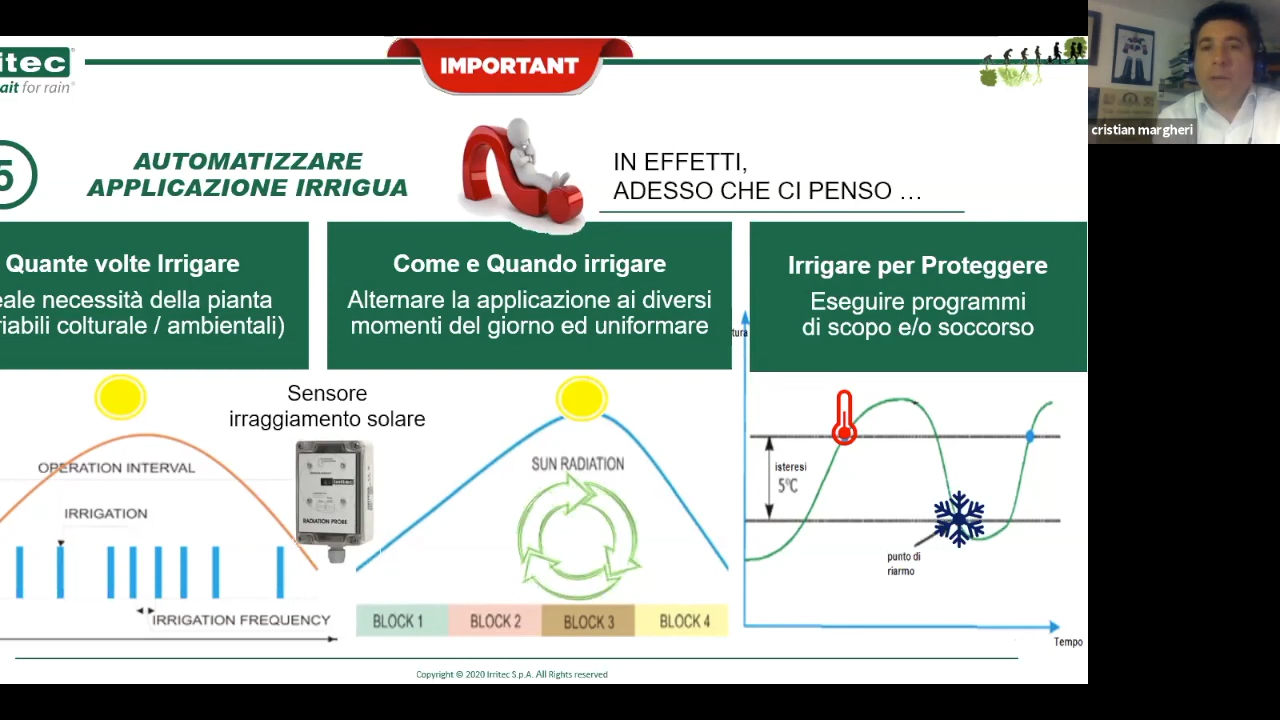 itec
ait for rain®
IMPORTANT
cristian margheri
5
AUTOMATIZZARE
APPLICAZIONE IRRIGUA
IN EFFETTI,
ADESSO CHE CI PENSO …
Quante volte Irrigare
eale necessità della pianta
riabili colturale / ambientali)
Come e Quando irrigare
Alternare la applicazione ai diversi
momenti del giorno ed uniformare
Irrigare per Proteggere
Eseguire programmi
di scopo e/o soccorso
tura
Sensore
irraggiamento solare
OPERATION INTERVAL
IRRIGATION
IRRIGATION FREQUENCY
RADIATION PROBE
SUN RADIATION
BLOCK 1
BLOCK 2
BLOCK 3
BLOCK 4
isteresi
5°C
punto di
riarmo
Tempo
Copyright © 2020 Irritec S.p.A. All Rights reserved